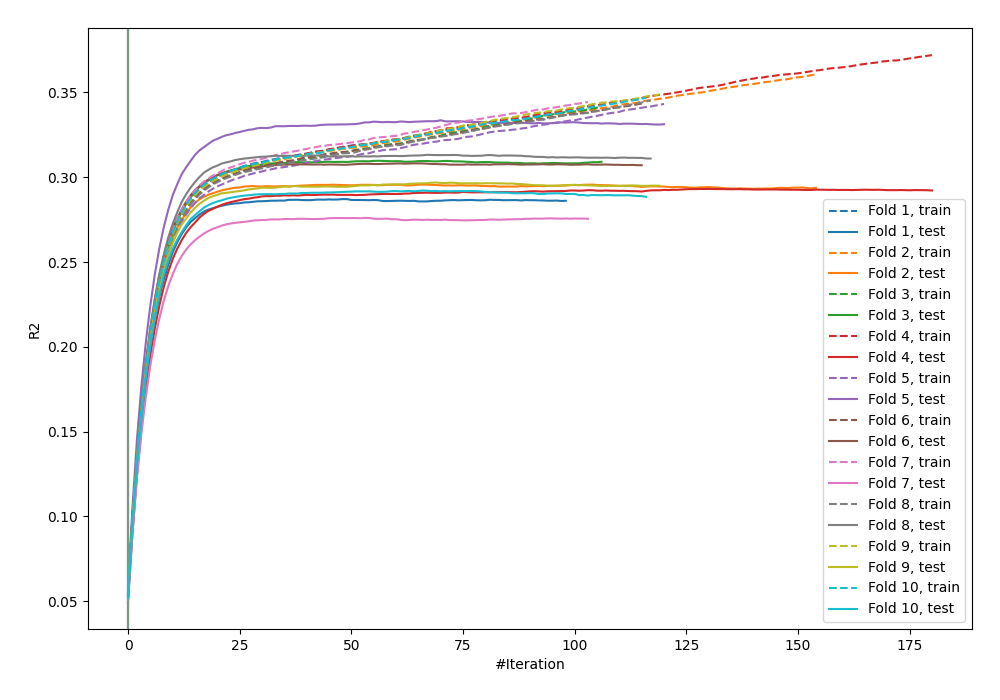 0.35
0.30
0.25
0.20
0.15
0.10
0.05
R2
0
25
50
75
100
125
150
175
#Iteration
Fold 1, train
Fold 1, test
Fold 2, train
Fold 2, test
Fold 3, train
Fold 3, test
Fold 4, train
Fold 4, test
Fold 5, train
Fold 5, test
Fold 6, train
Fold 6, test
Fold 7, train
Fold 7, test
Fold 8, train
Fold 8, test
Fold 9, train
Fold 9, test
Fold 10, train
Fold 10, test